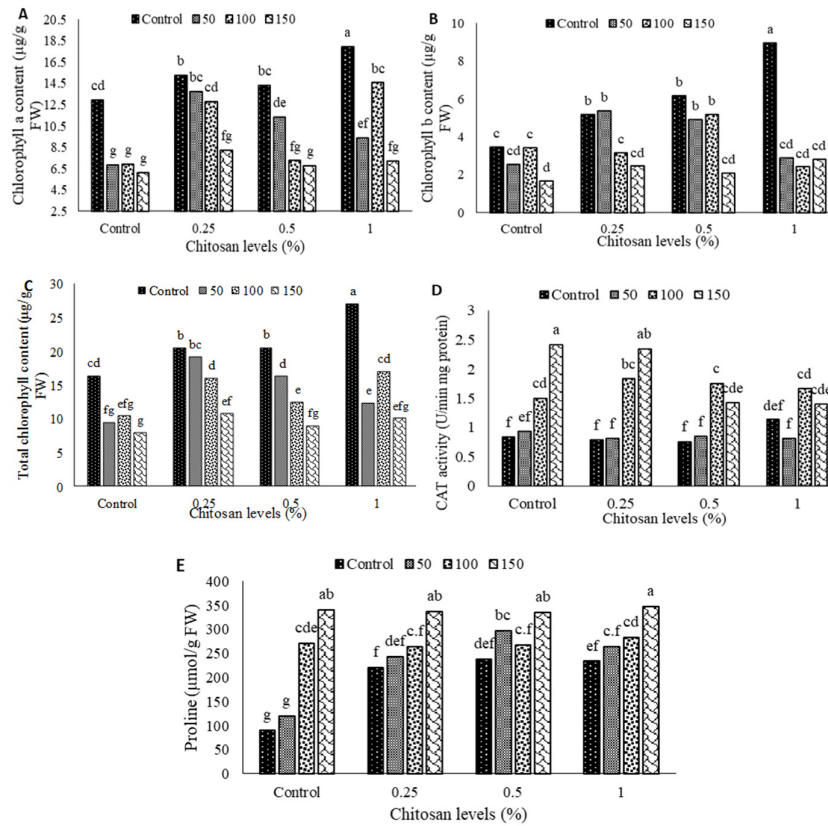 A
Control 50 100 150
Chlorophyll a content (µg/g FW)
20.5
18.5
16.5
14.5
12.5
10.5
8.5
6.5
4.5
2.5
cd g g g
b bc cd fg
bc de fg g
a ef bc fg
Control 0.25 0.5 1
Chitosan levels (%)
B
Control 50 100 150
Chlorophyll b content (µg/g FW)
10
8
6
4
2
0
c cd c d
b b c cd
b b b cd
a cd cd cd
Control 0.25 0.5 1
Chitosan levels (%)
C
Control 50 100 150
Total chlorophyll content (µg/g FW)
30
25
20
15
10
5
0
cd fg efg g
b bc d ef
b d e g
a e cd efg
Control 0.25 0.5 1
Chitosan levels (%)
D
Control 50 100 150
CAT activity (U/min mg protein)
3
2.5
2
1.5
1
0.5
0
f ef cd a
f f bc ab
f f c cde
def f cd cde
Control 0.25 0.5 1
Chitosan levels (%)
E
Control 50 100 150
Proline (µmol/g FW)
400
350
300
250
200
150
100
50
0
g g cde ab
f def c.f ab
def bc c.f ab
ef c.f cd a
Control 0.25 0.5 1
Chitosan levels (%)